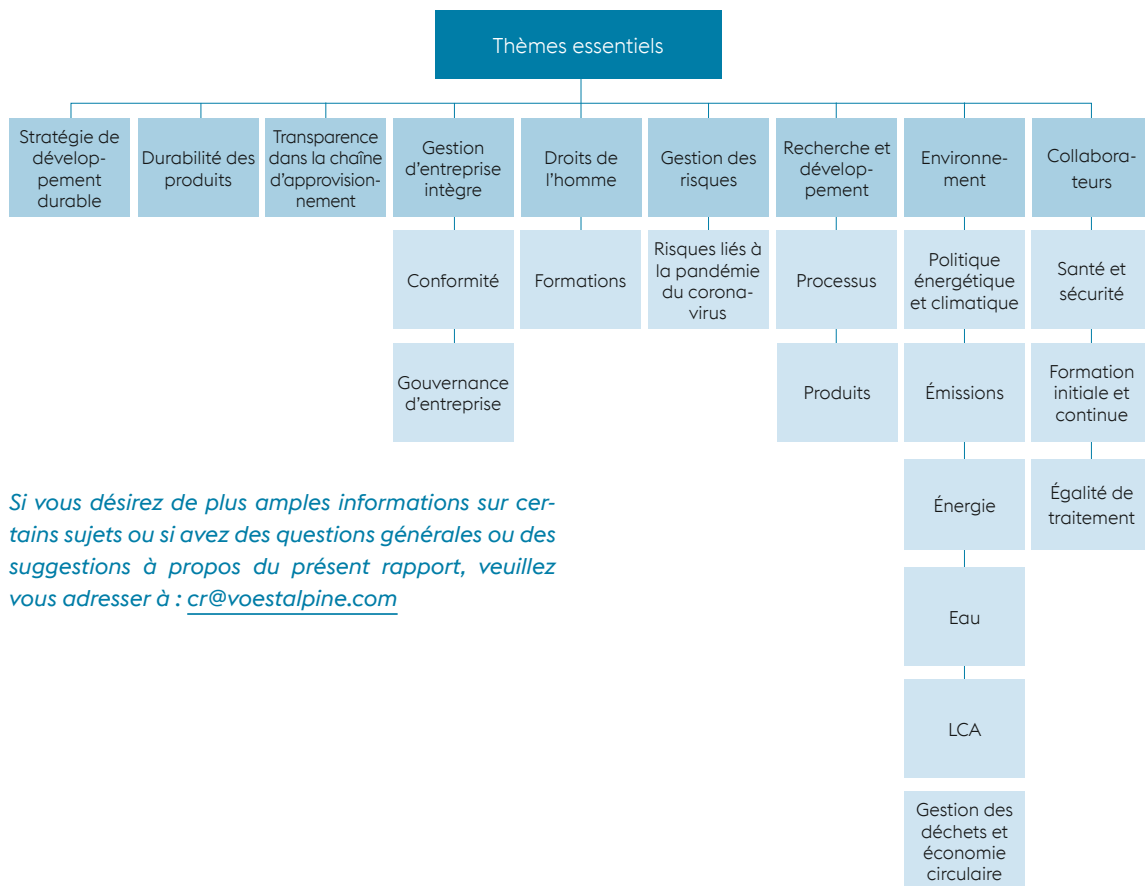 Thèmes essentiels
Stratégie de
dévelop-
pement
durable
Durabilité des
produits
Transparence
dans la chaîne
d’approvision-
nement
Gestion
d’entreprise
intègre
Droits de
l’homme
Gestion des
risques
Recherche et
dévelop-
pement
Environne-
ment
Collabora-
teurs
Conformité
Formations
Risques liés à
la pandémie
du corona-
virus
Processus
Politique
énergétique
et climatique
Santé et
sécurité
Gouvernance
d’entreprise
Produits
Émissions
Formation
initiale et
continue
Énergie
Égalité de
traitement
Eau
LCA
Gestion des
déchets et
économie
circulaire
Si vous désirez de plus amples informations sur cer-
tains sujets ou si avez des questions générales ou des
suggestions à propos du présent rapport, veuillez
vous adresser à : cr@voestalpine.com